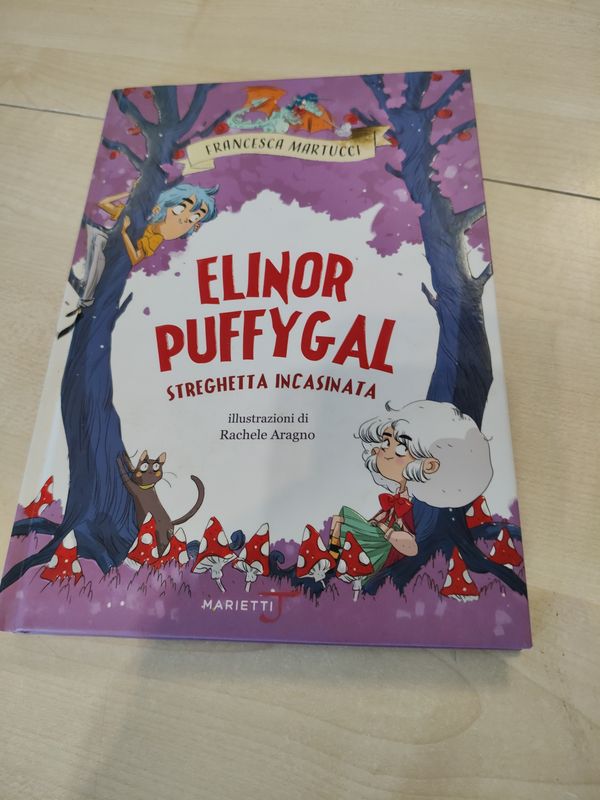 FRANCESCA MARTUCCI
ELINOR
PUFFYGAL
STREGHETTA INCASINATA
illustrazioni di
Rachele Aragno
MARIETTI J